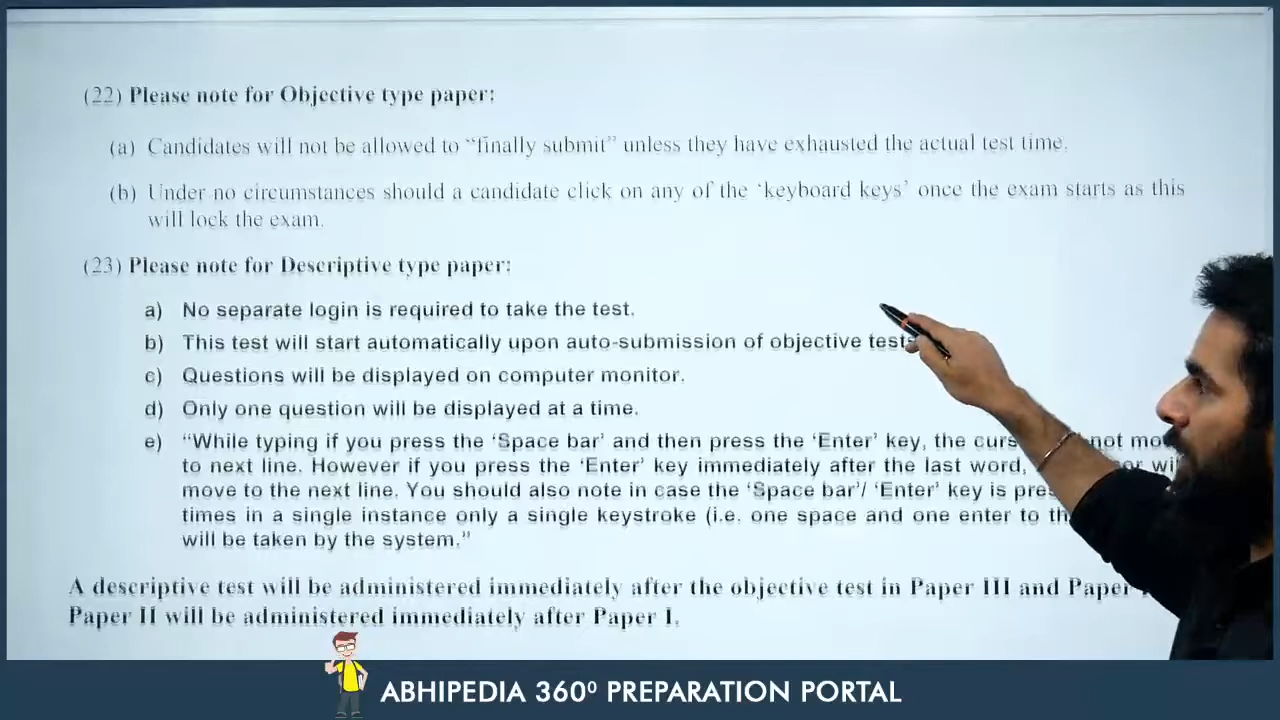 (22) Please note for Objective type paper:
(a) Candidates will not be allowed to “finally submit” unless they have exhausted the actual test time.
(b) Under no circumstances should a candidate click on any of the ‘keyboard keys’ once the exam starts as this
will lock the exam.
(23) Please note for Descriptive type paper:
a) No separate login is required to take the test.
b) This test will start automatically upon auto-submission of objective tests
c) Questions will be displayed on computer monitor.
d) Only one question will be displayed at a time.
e) “While typing if you press the ‘Space bar’ and then press the ‘Enter’ key, the not
to next line. However if you press the ‘Enter’ key immediately after the last word,
move to the next line. You should also note in case the ‘Space bar’/ ‘Enter’ key is
times in a single instance only a single keystroke (i.e. one space and one enter to
will be taken by the system.”
A descriptive test will be administered immediately after the objective test in Paper III and Paper
Paper II will be administered immediately after Paper I.
ABHIPEDIA 360⁰ PREPARATION PORTAL